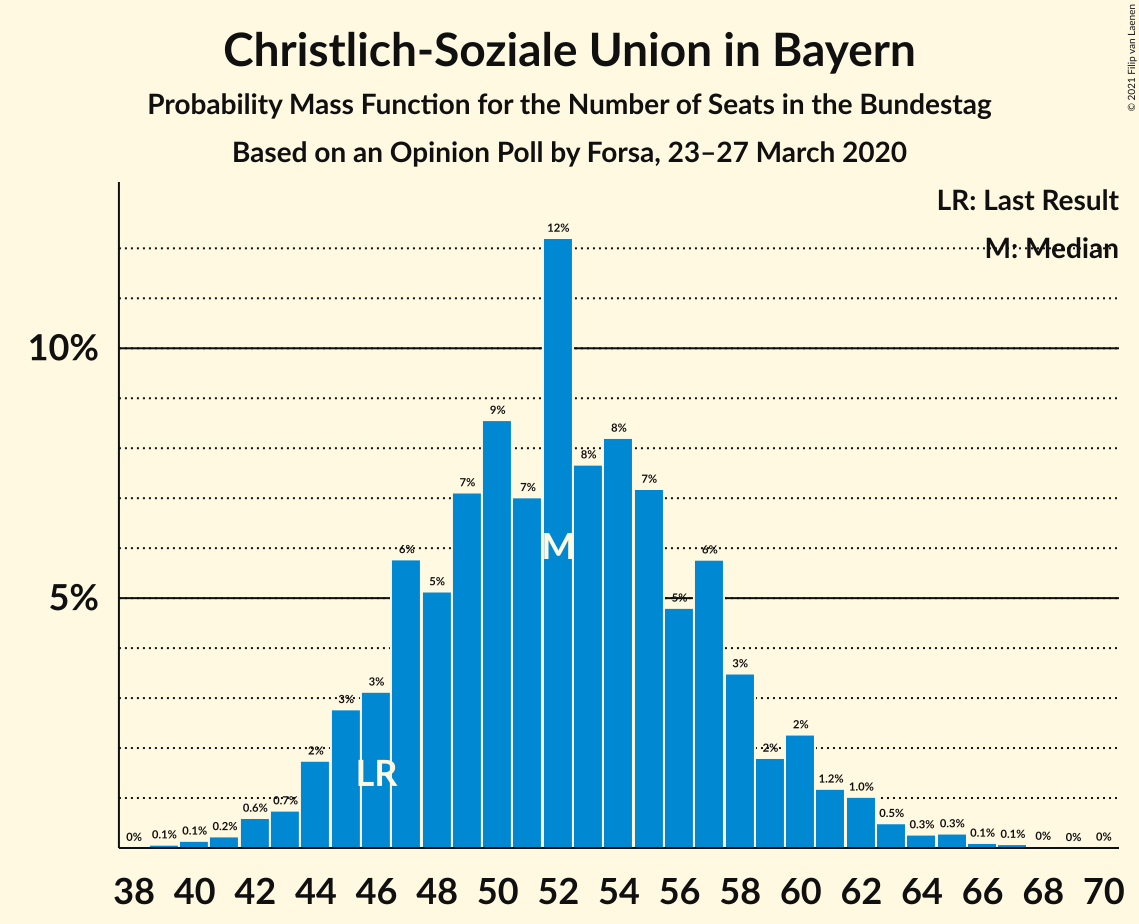 Christlich-Soziale Union in Bayern
Probability Mass Function for the Number of Seats in the Bundestag
Based on an Opinion Poll by Forsa, 23–27 March 2020
© 2021 Filip van Laenen
LR: Last Result
M: Median
10%
5%
0% 0.1% 0.1% 0.2% 0.6% 0.7% 2% 3% 3% 6% 5% 7% 9% 7% 12% 8% 8% 7% 5% 6% 3% 2% 2% 1.2% 1.0% 0.5% 0.3% 0.3% 0.1% 0.1% 0% 0% 0%
M
LR
38 40 42 44 46 48 50 52 54 56 58 60 62 64 66 68 70